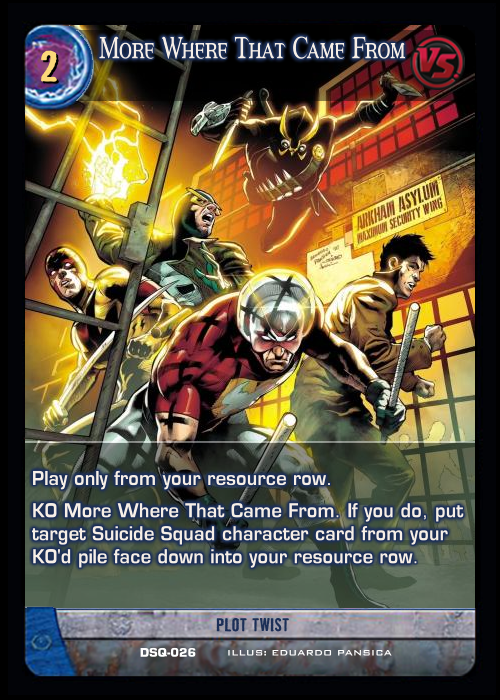 2
More Where That Came From
VS
ARKHAM ASYLUM
MAXIMUM SECURITY WING
Play only from your resource row.
KO More Where That Came From. If you do, put
target Suicide Squad character card from your
KO'd pile face down into your resource row.
PLOT TWIST
DSQ-026 ILLUS: EDUARDO PANSICA